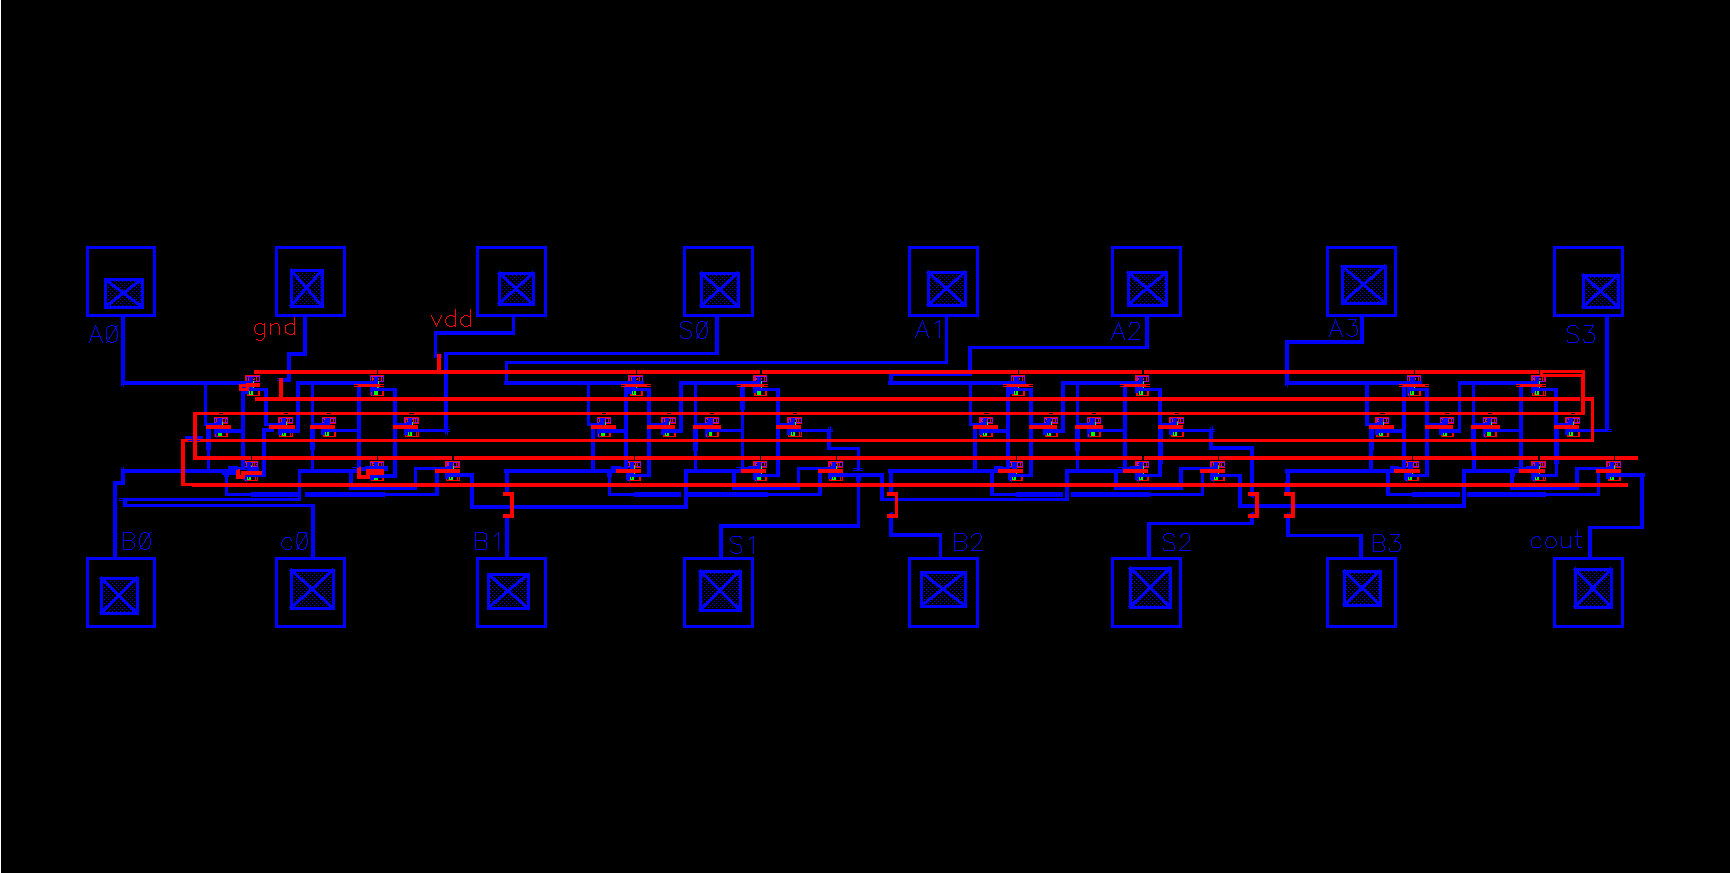 A0 gnd vdd S0 A1 A2 A3 S3
B0 c0 B1 S1 B2 S2 B3 cout